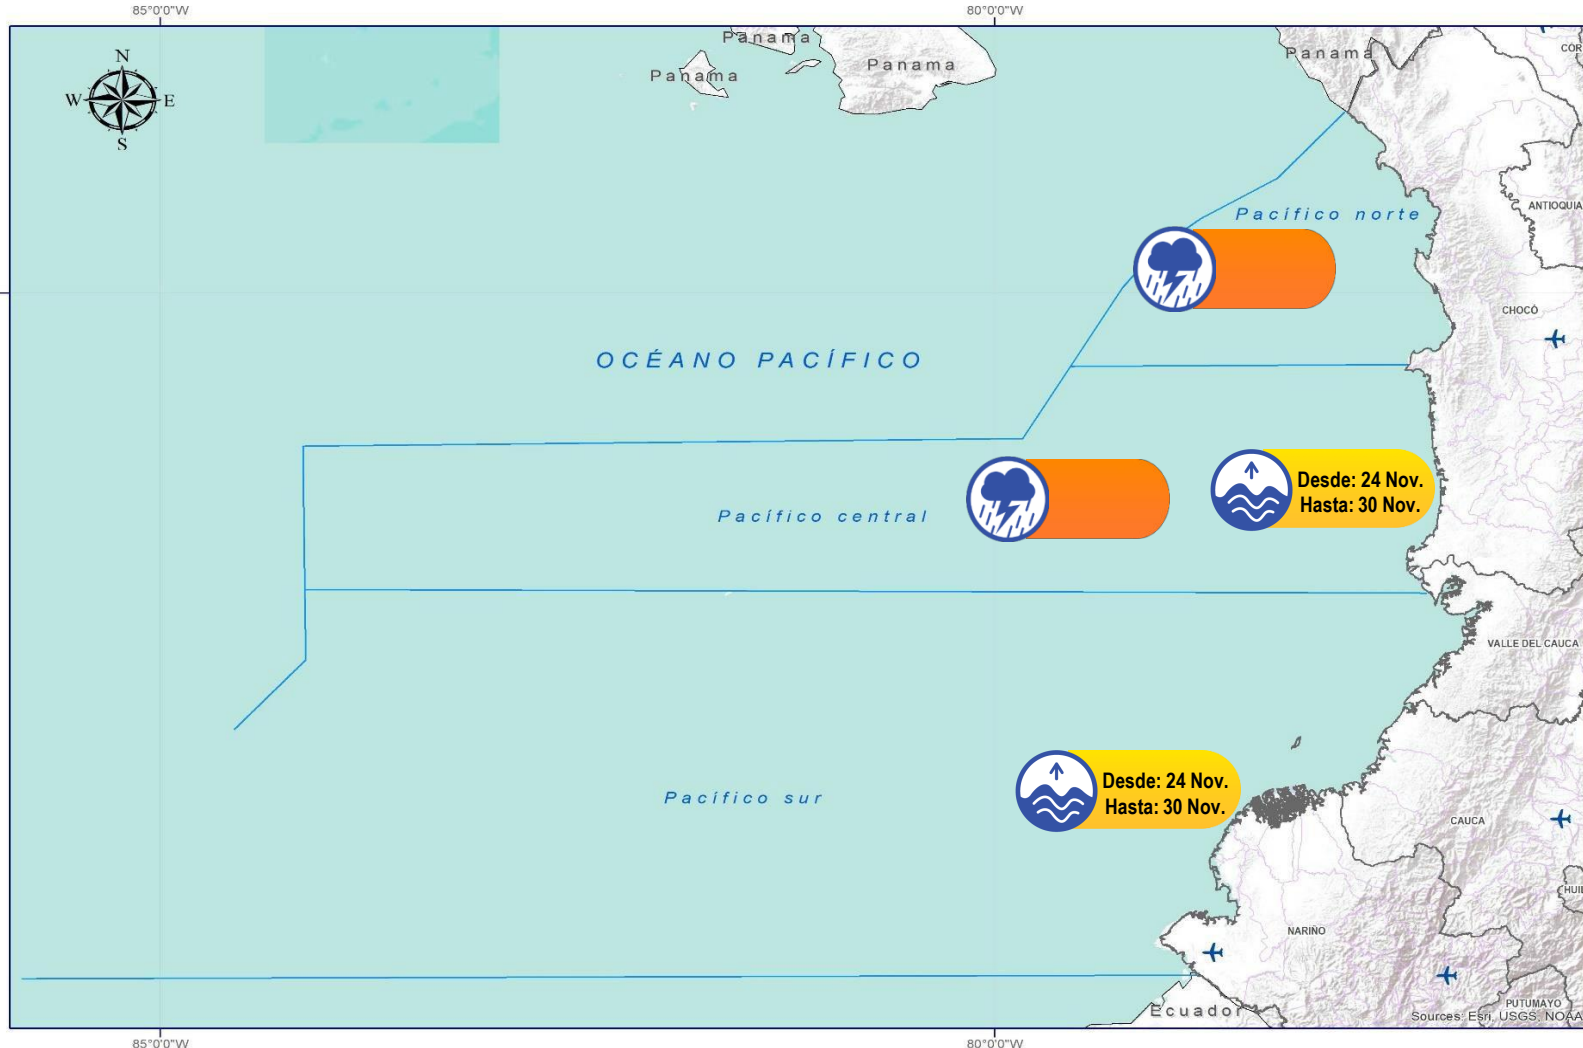 85°0'0"W
80°0'0"W
N
W
E
S
Panama
Panama
Panama
Panama
COR
ANTIOQUIA
Pacífico norte
CHOCÓ
OCÉANO PACÍFICO
Desde: 24 Nov.
Hasta: 30 Nov.
Pacífico central
VALLE DEL CAUCA
Desde: 24 Nov.
Hasta: 30 Nov.
Pacífico sur
CAUCA
HUIL
NARIÑO
PUTUMAYO
Ecuador
Sources: Esri, USGS, NOAA
85°0'0"W
80°0'0"W